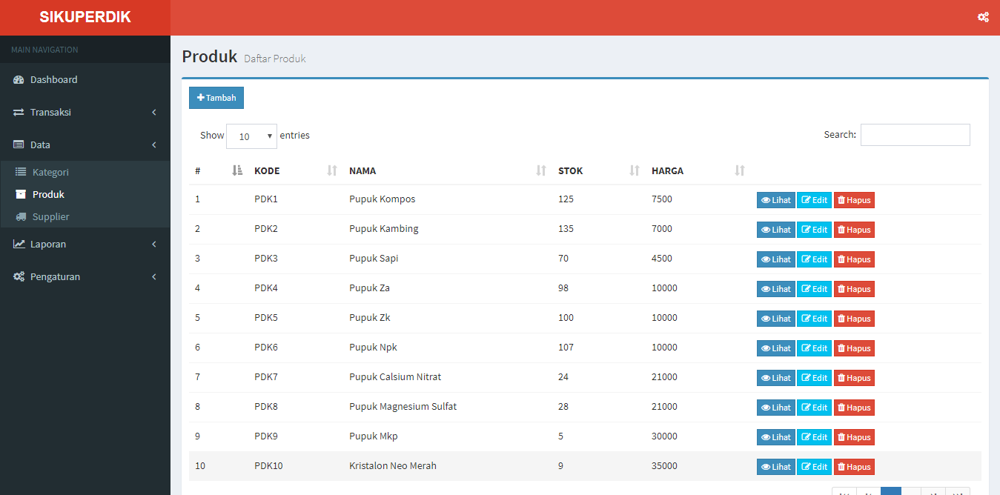 SIKUPERDIK
MAIN NAVIGATION
Dashboard
Transaksi
Data
Kategori
Produk
Supplier
Laporan
Pengaturan
Produk Daftar Produk
Tambah
Show 10 entries Search:
# KODE NAMA STOK HARGA
1 PDK1 Pupuk Kompos 125 7500 Lihat Edit Hapus
2 PDK2 Pupuk Kambing 135 7000 Lihat Edit Hapus
3 PDK3 Pupuk Sapi 70 4500 Lihat Edit Hapus
4 PDK4 Pupuk Za 98 10000 Lihat Edit Hapus
5 PDK5 Pupuk Zk 100 10000 Lihat Edit Hapus
6 PDK6 Pupuk Npk 107 10000 Lihat Edit Hapus
7 PDK7 Pupuk Calsium Nitrat 24 21000 Lihat Edit Hapus
8 PDK8 Pupuk Magnesium Sulfat 28 21000 Lihat Edit Hapus
9 PDK9 Pupuk Mkp 5 30000 Lihat Edit Hapus
10 PDK10 Kristalon Neo Merah 9 35000 Lihat Edit Hapus